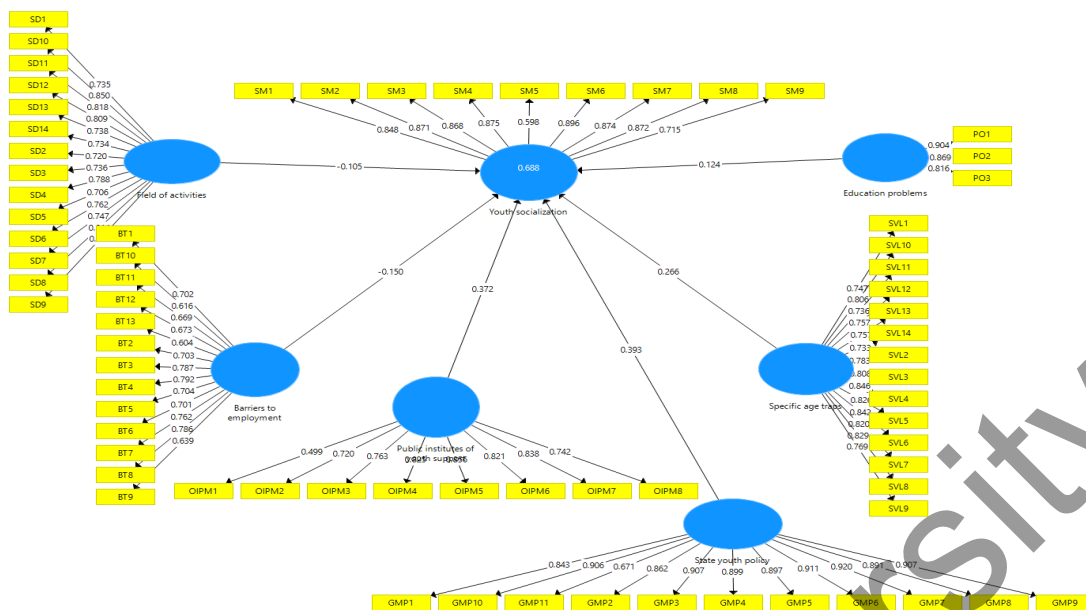 SD1
SD10
SD11
SD12
SD13
SD14
SD2
SD3
SD4
SD5
SD6
SD7
SD8
SD9
0.735
0.850
0.818
0.809
0.738
0.734
0.720
0.736
0.788
0.706
0.762
0.747
Field of activities
-0.105
SM1
SM2
SM3
SM4
SM5
SM6
SM7
SM8
SM9
0.848
0.871
0.868
0.875
0.598
0.896
0.874
0.872
0.715
0.688
Youth socialization
0.124
PO1
PO2
PO3
0.904
0.869
0.816
Education problems
BT1
BT10
BT11
BT12
BT13
BT2
BT3
BT4
BT5
BT6
BT7
BT8
BT9
0.702
0.616
0.669
0.673
0.604
0.703
0.787
0.792
0.704
0.701
0.762
0.786
0.639
Barriers to
employment
-0.150
0.372
0.393
0.266
SVL1
SVL10
SVL11
SVL12
SVL13
SVL14
SVL2
SVL3
SVL4
SVL5
SVL6
SVL7
SVL8
SVL9
0.747
0.806
0.736
0.757
0.733
0.783
0.808
0.846
0.842
0.820
0.829
0.769
Specific age traps
Public institutes of
youth support
0.499
0.720
0.763
0.821
0.838
0.742
OIPM1
OIPM2
OIPM3
OIPM4
OIPM5
OIPM6
OIPM7
OIPM8
State youth policy
0.843
0.906
0.671
0.862
0.907
0.899
0.897
0.911
0.920
0.891
0.907
GMP1
GMP10
GMP11
GMP2
GMP3
GMP4
GMP5
GMP6
GMP7
GMP8
GMP9